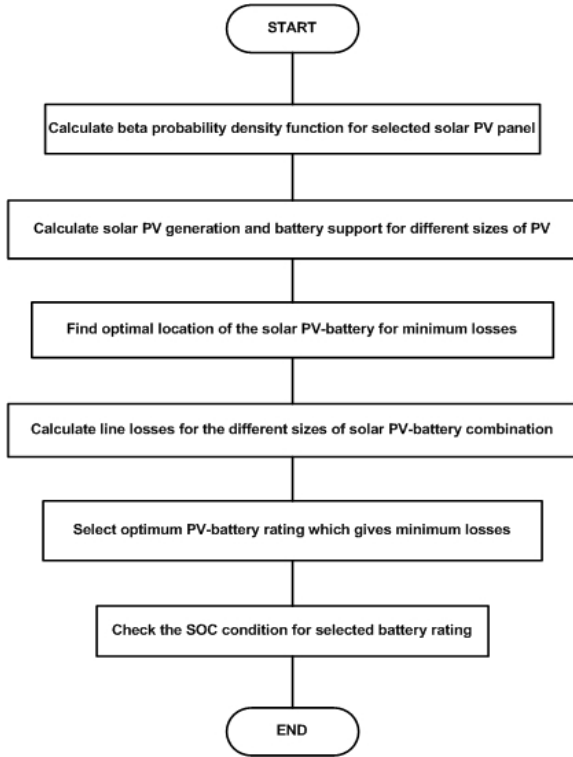 START
Calculate beta probability density function for selected solar PV panel
Calculate solar PV generation and battery support for different sizes of PV
Find optimal location of the solar PV-battery for minimum losses
Calculate line losses for the different sizes of solar PV-battery combination
Select optimum PV-battery rating which gives minimum losses
Check the SOC condition for selected battery rating
END